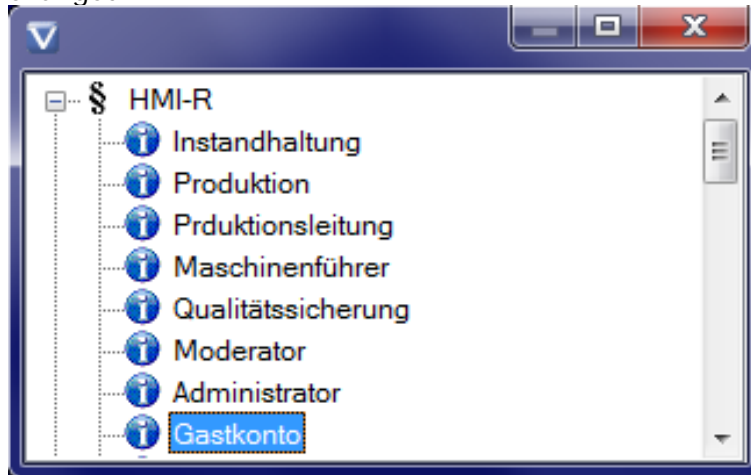 HMI-R
Instandhaltung
Produktion
Prduktionsleitung
Maschinenführer
Qualitätssicherung
Moderator
Administrator
Gastkonto